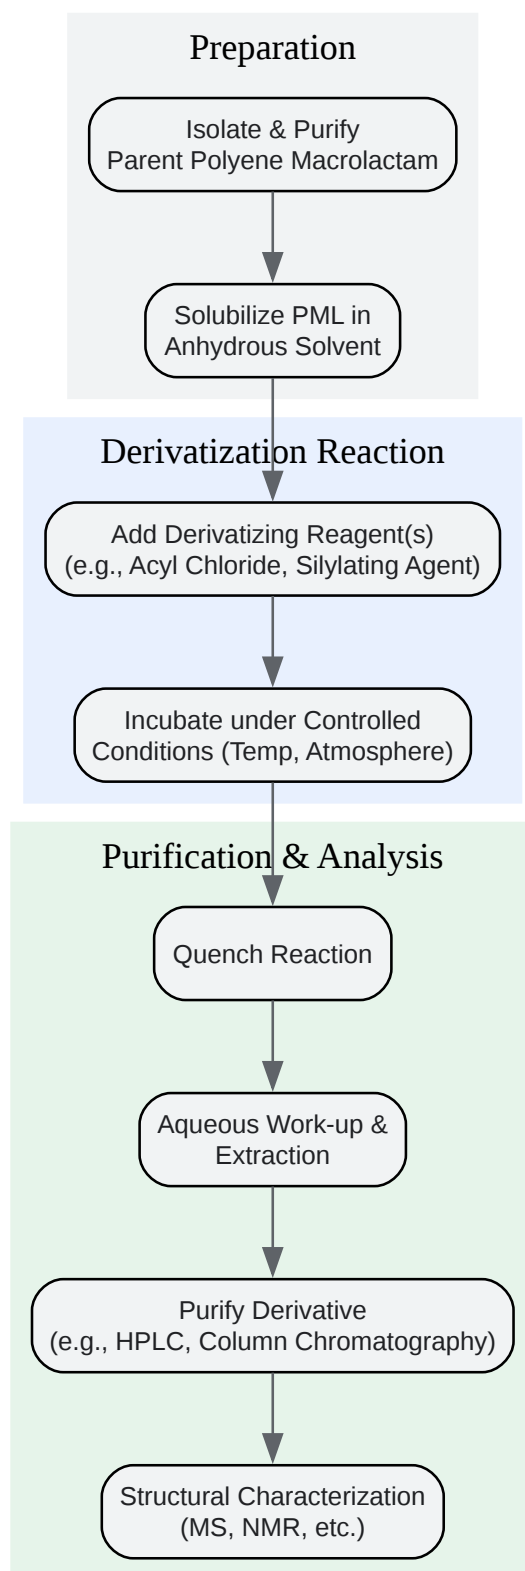 Preparation
Isolate & Purify
Parent Polyene Macrolactam
Solubilize PML in
Anhydrous Solvent
Derivatization Reaction
Add Derivatizing Reagent(s)
(e.g., Acyl Chloride, Silylating Agent)
Incubate under Controlled
Conditions (Temp, Atmosphere)
Purification & Analysis
Quench Reaction
Aqueous Work-up &
Extraction
Purify Derivative
(e.g., HPLC, Column Chromatography)
Structural Characterization
(MS, NMR, etc.)